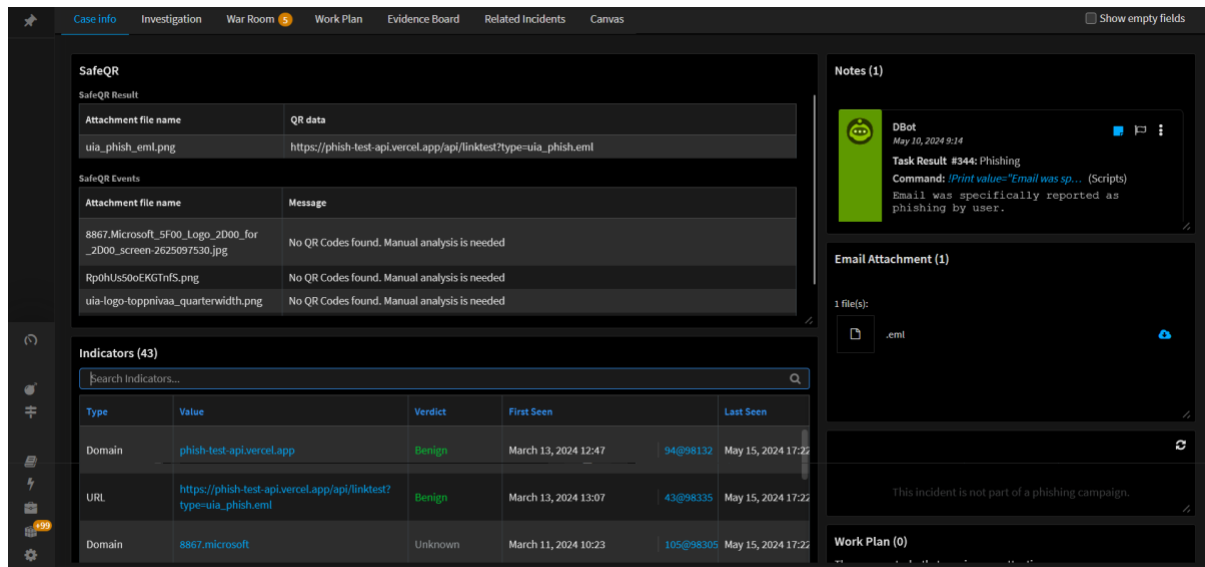 Case info Investigation War Room 5 Work Plan Evidence Board Related Incidents Canvas Show empty fields
SafeQR
SafeQR Result
Attachment file name QR data
uia_phish_eml.png https://phish-test-api.vercel.app/api/linktest?type=uia_phish.eml
SafeQR Events
Attachment file name Message
8867.Microsoft_5F00_Logo_2D00_for
_2D00_screen-2625097530.jpg No QR Codes found. Manual analysis is needed
Rp0hUs50oEKGTnfS.png No QR Codes found. Manual analysis is needed
uia-logo-toppnivaa_quarterwidth.png No QR Codes found. Manual analysis is needed
Indicators (43)
Search Indicators...
Type Value Verdict First Seen Last Seen
Domain phish-test-api.vercel.app Benign March 13, 2024 12:47 94@98132 May 15, 2024 17:22
URL https://phish-test-api.vercel.app/api/linktest?
type=uia_phish.eml Benign March 13, 2024 13:07 43@98335 May 15, 2024 17:22
Domain 8867.microsoft Unknown March 11, 2024 10:23 105@98305 May 15, 2024 17:22
Notes (1)
DBot
May 10, 2024 9:14
Task Result #344: Phishing
Command: !Print value="Email was sp... (Scripts)
Email was specifically reported as
phishing by user.
Email Attachment (1)
1 file(s):
.eml
This incident is not part of a phishing campaign.
Work Plan (0)
+99